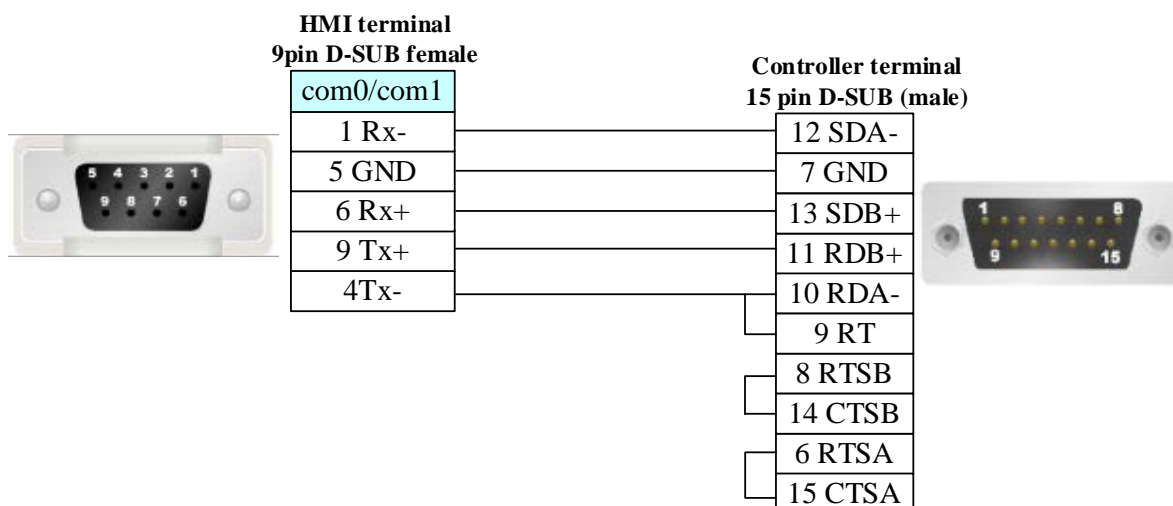 HMI terminal
9pin D-SUB female
com0/com1
1 Rx-
5 GND
6 Rx+
9 Tx+
4Tx-
Controller terminal
15 pin D-SUB (male)
12 SDA-
7 GND
13 SDB+
11 RDB+
10 RDA-
9 RT
8 RTSB
14 CTSB
6 RTSA
15 CTSA
5 4 3 2 1
9 8 7 6
1 8
9 15